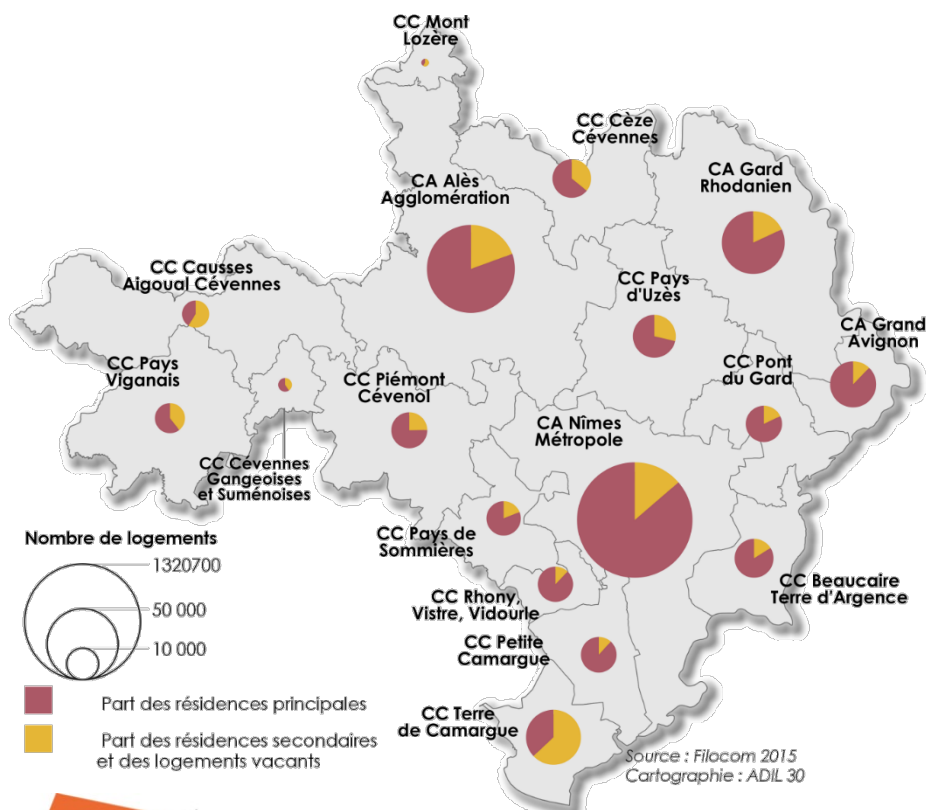 CC Mont
Lozère
CC Cèze
Cévennes
CA Gard
Rhodanien
CA Alès
Agglomération
CC Causses
Aigoual Cévennes
CC Pays
d'Uzès
CA Grand
Avignon
CC Pays
Viganais
CC Piémont
Cévenol
CC Pont
du Gard
CA Nîmes
Métropole
CC Cévennes
Gangeoises
et Suménoises
CC Pays de
Sommières
CC Beaucaire
Terre d'Argence
CC Rhony,
Vistre, Vidourle
CC Petite
Camargue
CC Terre
de Camargue
Nombre de logements
1320700
50 000
10 000
Part des résidences principales
Part des résidences secondaires
et des logements vacants
Source : Filocom 2015
Cartographie : ADIL 30